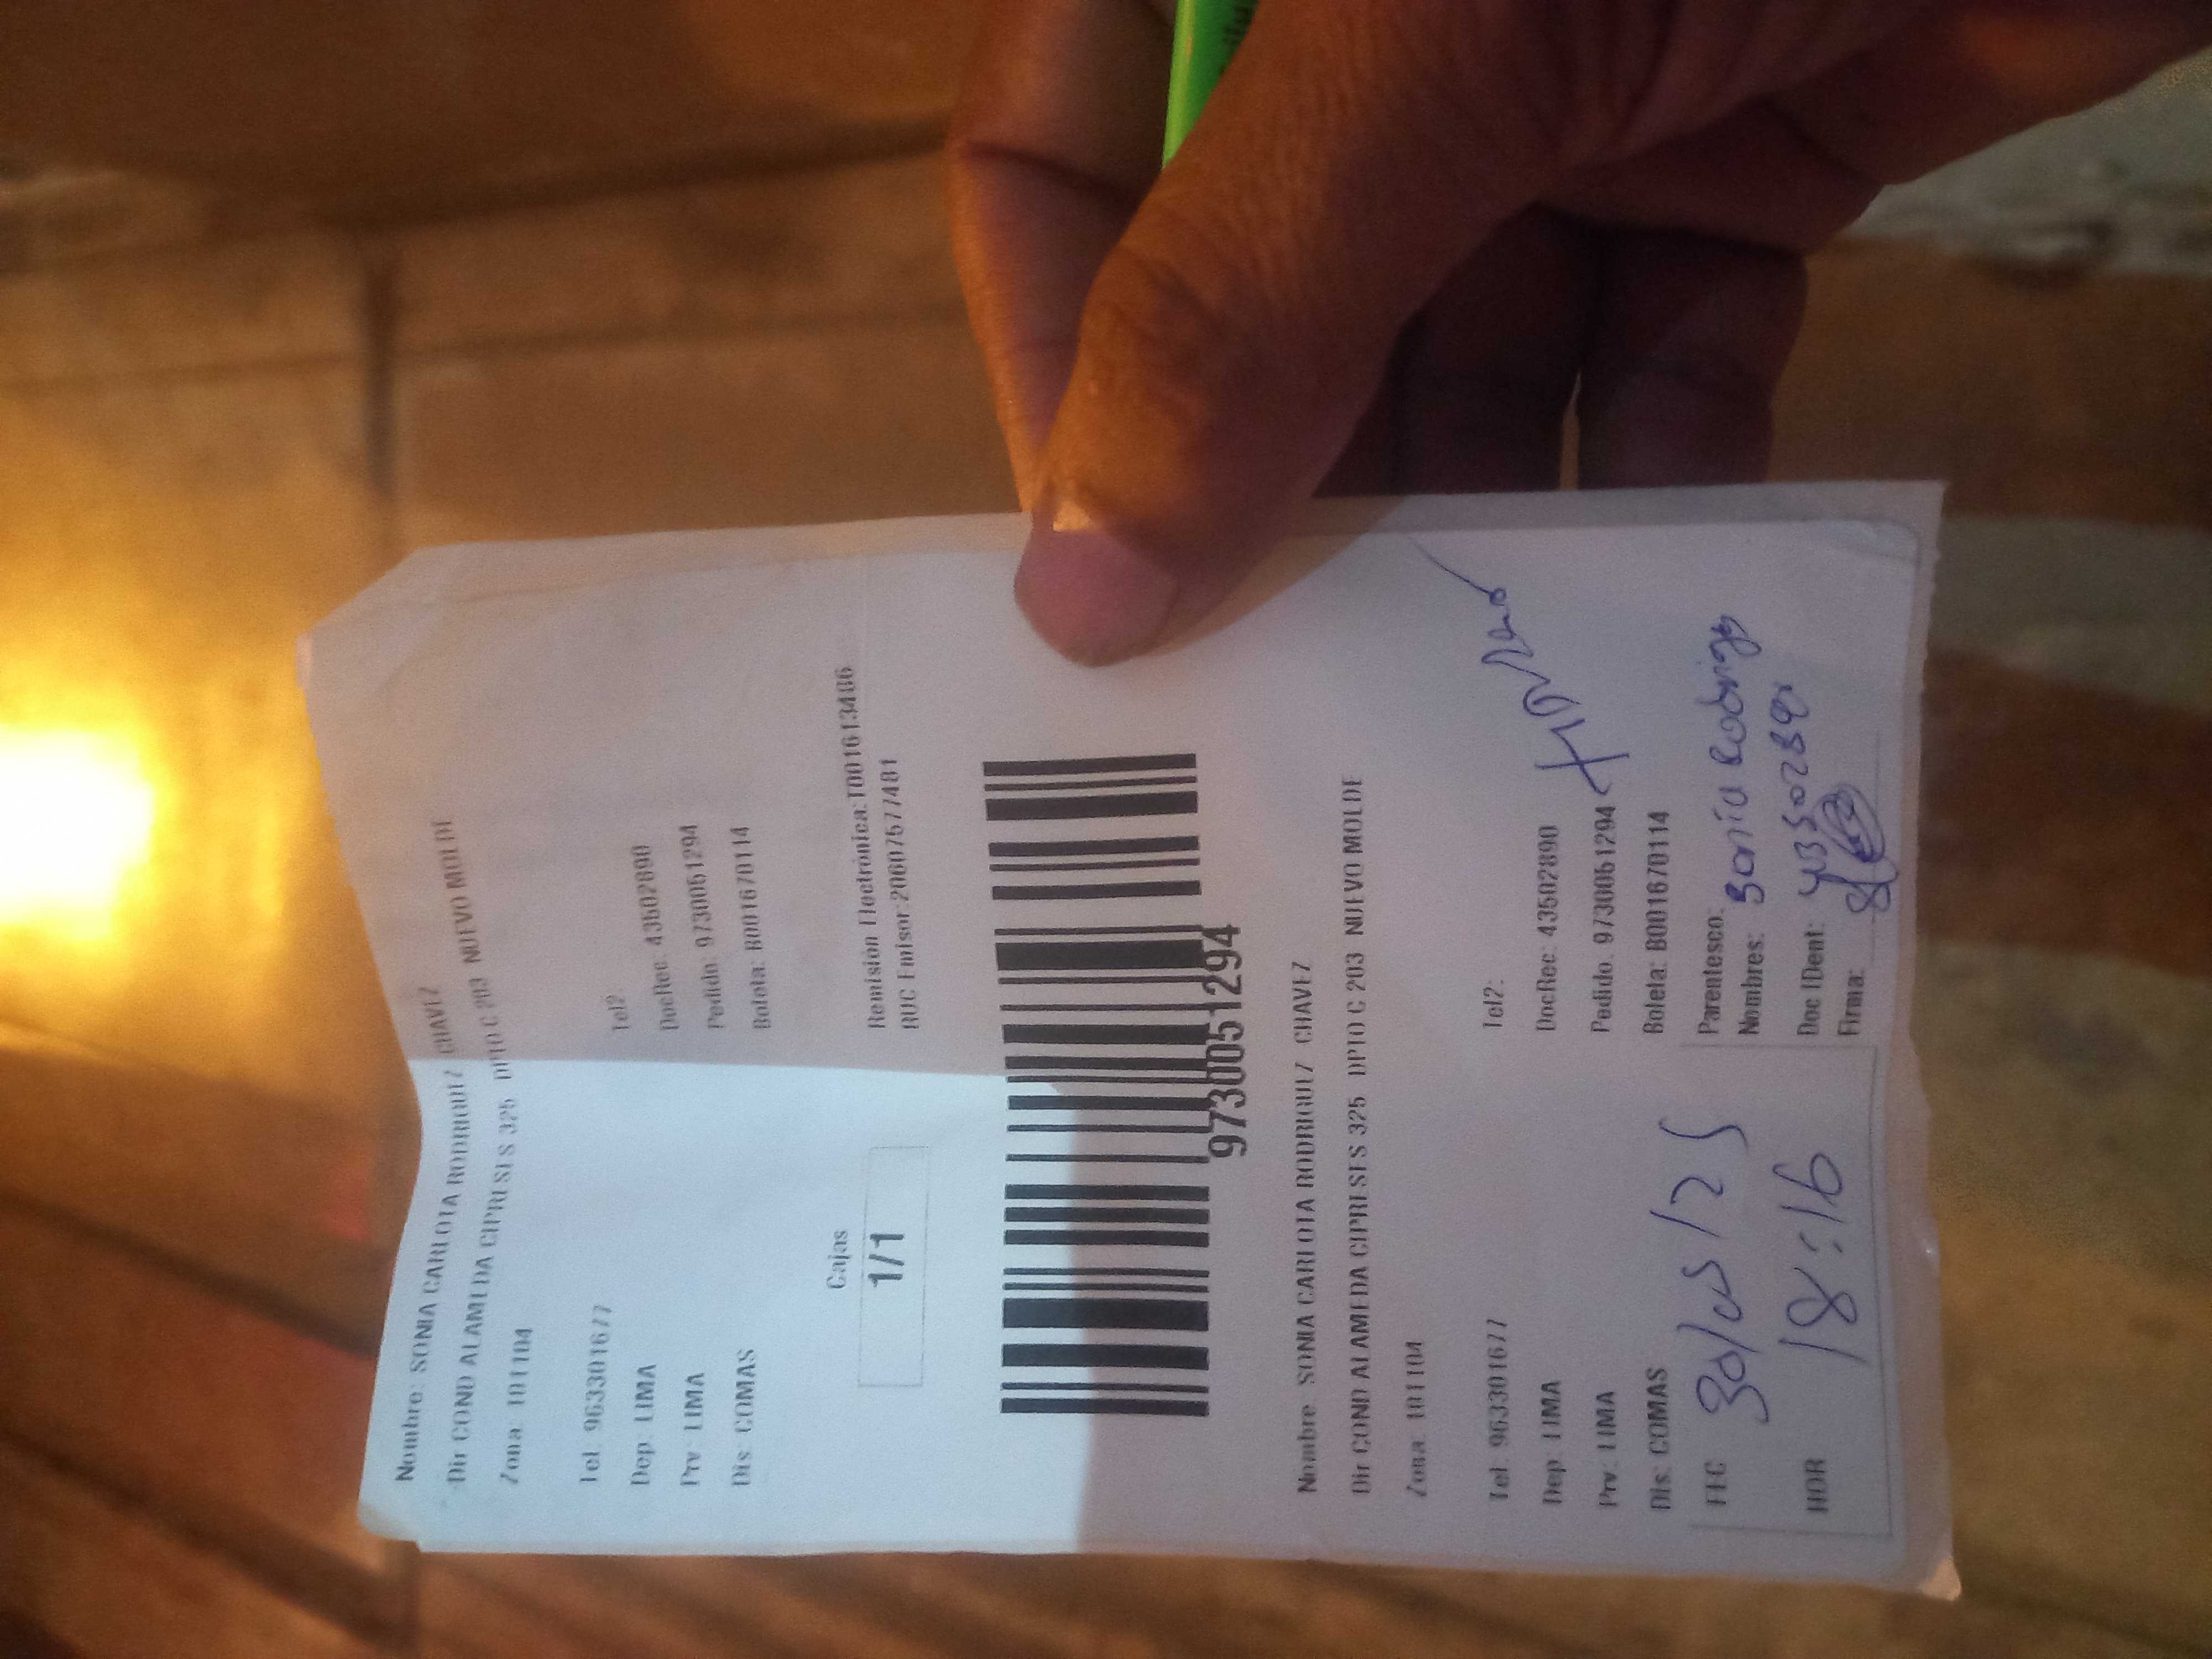 Nombre: SONIA CARLOTA RODRIGUEZ CHAVEZ
Dir COND ALAMEDA CIPRESES 325 DPTO C 203 NUEVO MOLDE
Zona: 101104
Tel: 963301677
Tel2:
Dep: LIMA
DocRec: 43502890
Prv: LIMA
Pedido: 9730051294
Dis: COMAS
Boleta: B001670114
Cajas
1/1
Remisión Electrónica:T001613486
RUC Emisor:20607577481
9730051294
Nombre: SONIA CARLOTA RODRIGUEZ CHAVEZ
Dir COND ALAMEDA CIPRESES 325 DPTO C 203 NUEVO MOLDE
Zona: 101104
Tel: 963301677
Tel2:
Dep: LIMA
DocRec: 43502890
Prv: LIMA
Pedido. 9730051294
Dis: COMAS
Boleta: B001670114
FEC 30/05/25
Parentesco:
Nombres: Sonia Rodrigz
HOR 18:16
Doc IDent: 43502890
Firma: